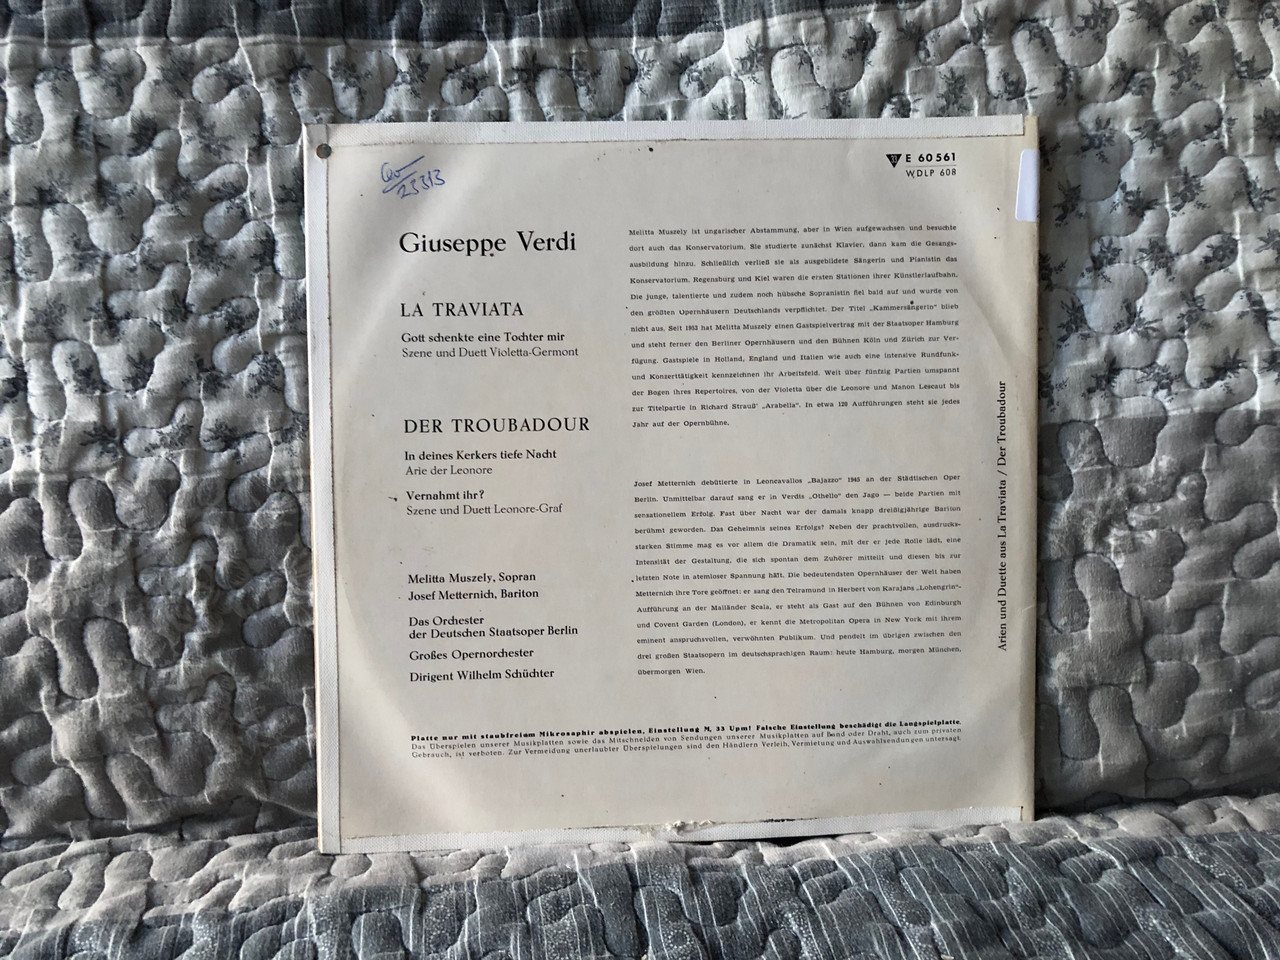 25313
E 60561
WDLP 608
Giuseppe Verdi
LA TRAVIATA
Gott schenkte eine Tochter mir
Szene und Duett Violetta-Germont
DER TROUBADOUR
In deines Kerkers tiefe Nacht
Arie der Leonore
Vernahmt ihr?
Szene und Duett Leonore-Graf
Melitta Muszely, Sopran
Josef Metternich, Bariton
Das Orchester
der Deutschen Staatsoper Berlin
Großes Opernorchester
Dirigent Wilhelm Schüchter
Melitta Muszely ist ungarischer Abstammung, aber in Wien aufgewachsen und besuchte
dort auch das Konservatorium. Sie studierte zunächst Klavier, dann kam die Gesangs-
ausbildung hinzu. Schließlich verließ sie als ausgebildete Sängerin und Pianistin das
Konservatorium. Regensburg und Kiel waren die ersten Stationen ihrer Künstlerlaufbahn.
Die junge, talentierte und zudem noch hübsche Sopranistin fiel bald auf und wurde von
den größten Opernhäusern Deutschlands verpflichtet. Der Titel „Kammersängerin" blieb
nicht aus. Seit 1953 hat Melitta Muszely einen Gastspielvertrag mit der Staatsoper Hamburg
und steht ferner den Berliner Opernhäusern und den Bühnen Köln und Zürich zur Ver-
fügung. Gastspiele in Holland, England und Italien wie auch eine intensive Rundfunk-
und Konzerttätigkeit kennzeichnen ihr Arbeitsfeld. Weit über fünfzig Partien umspannt
der Bogen ihres Repertoires, von der Violetta über die Leonore und Manon Lescaut bis
zur Titelpartie in Richard Strauß' „Arabella". In etwa 120 Aufführungen steht sie jedes
Jahr auf der Opernbühne.
Josef Metternich debütierte in Leoncavallos „Bajazzo" 1945 an der Städtischen Oper
Berlin. Unmittelbar darauf sang er in Verdis „Othello" den Jago — beide Partien mit
sensationellem Erfolg. Fast über Nacht war der damals knapp dreißigjährige Bariton
berühmt geworden. Das Geheimnis seines Erfolgs? Neben der prachtvollen, ausdrucks-
starken Stimme mag es vor allem die Dramatik sein, mit der er jede Rolle lädt, eine
Intensität der Gestaltung, die sich spontan dem Zuhörer mitteilt und diesen bis zur
letzten Note in atemloser Spannung hält. Die bedeutendsten Opernhäuser der Welt haben
Metternich ihre Tore geöffnet: er sang den Telramund in Herbert von Karajans „Lohengrin"-
Aufführung an der Mailänder Scala, er steht als Gast auf den Bühnen von Edinburgh
und Covent Garden (London), er kennt die Metropolitan Opera in New York mit ihrem
eminent anspruchsvollen, verwöhnten Publikum. Und pendelt im übrigen zwischen den
drei großen Staatsopern im deutschsprachigen Raum: heute Hamburg, morgen München,
übermorgen Wien.
Platte nur mit staubfreiem Mikrosaphir abspielen, Einstellung M, 33 Upm! Falsche Einstellung beschädigt die Langspielplatte.
Das Überspielen unserer Musikplatten sowie das Mitschneiden von Sendungen unserer Musikplatten auf Band oder Draht, auch zum privaten
Gebrauch, ist verboten. Zur Vermeidung unerlaubter Überspielungen sind den Händlern Verleih, Vermietung und Auswahlsendungen untersagt.
Arien und Duette aus La Traviata / Der Troubadour